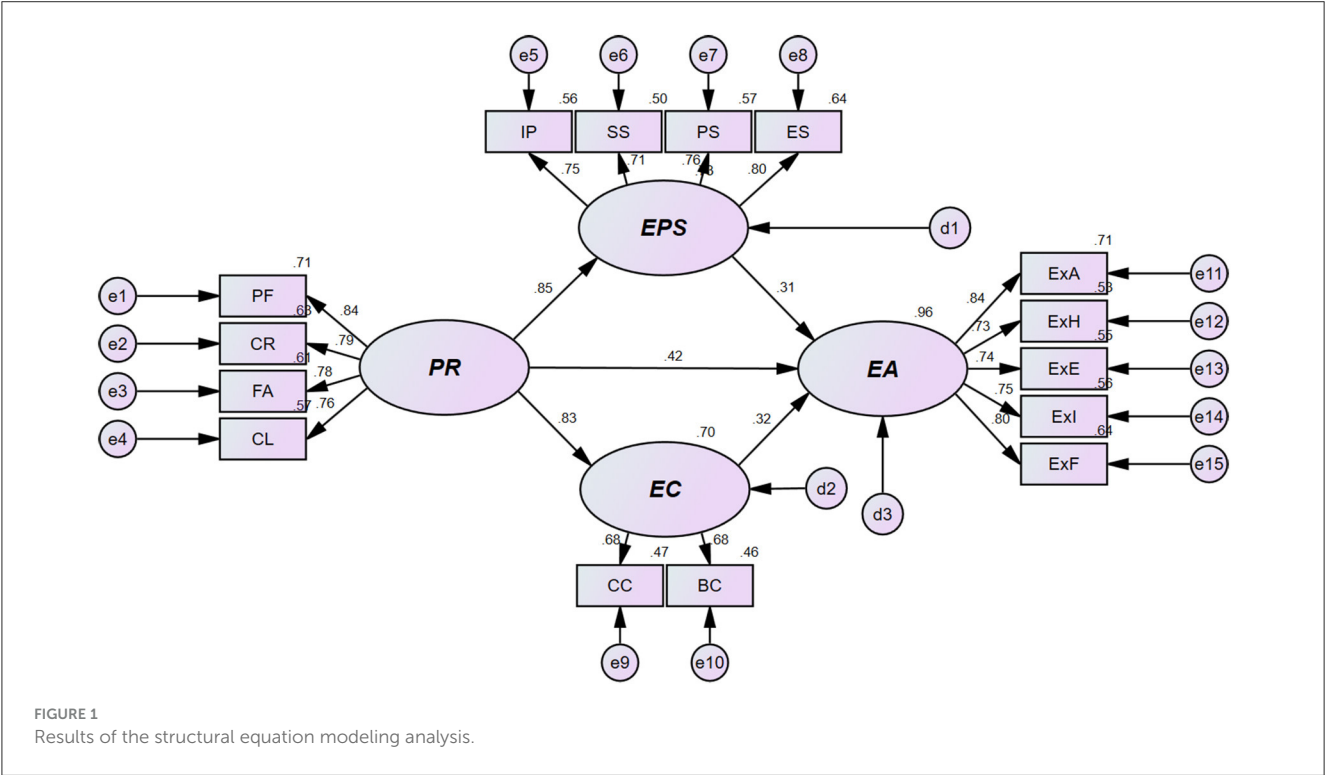 e5 e6 e7 e8
.56 .50 .57 .64
IP SS PS ES
.75 .71 .76 .80
EPS
d1
.85 .31
.71 .71
e1 PF .84 .84 ExA e11
.63 .96 .53
e2 CR .79 .73 ExH e12
.61 .42 .55
e3 FA .78 PR EA .74 ExE e13
.57 .76 .75 .56
e4 CL .83 .32 .80 ExI e14
.70 .64
EC d2 d3 ExF e15
.68 .68
.47 .46
CC BC
e9 e10
FIGURE 1
Results of the structural equation modeling analysis.